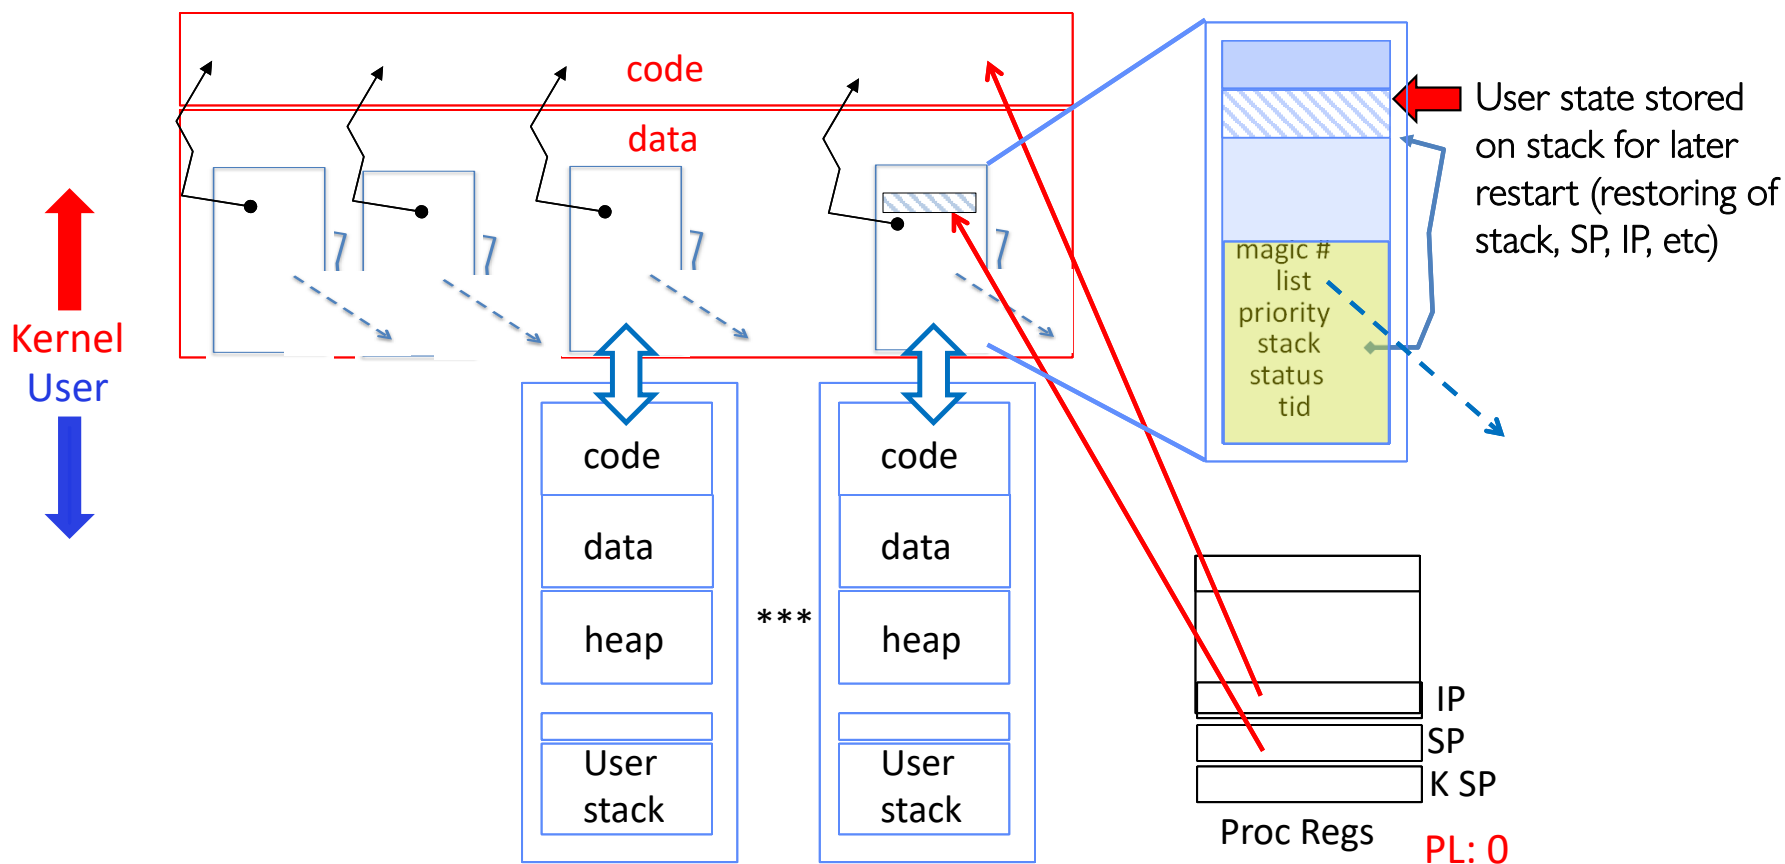 code
data
User state stored
on stack for later
restart (restoring of
stack, SP, IP, etc)
magic #
list
priority
stack
status
tid
Kernel
User
code
data
heap
User
stack
***
code
data
heap
User
stack
IP
SP
K SP
Proc Regs
PL: 0